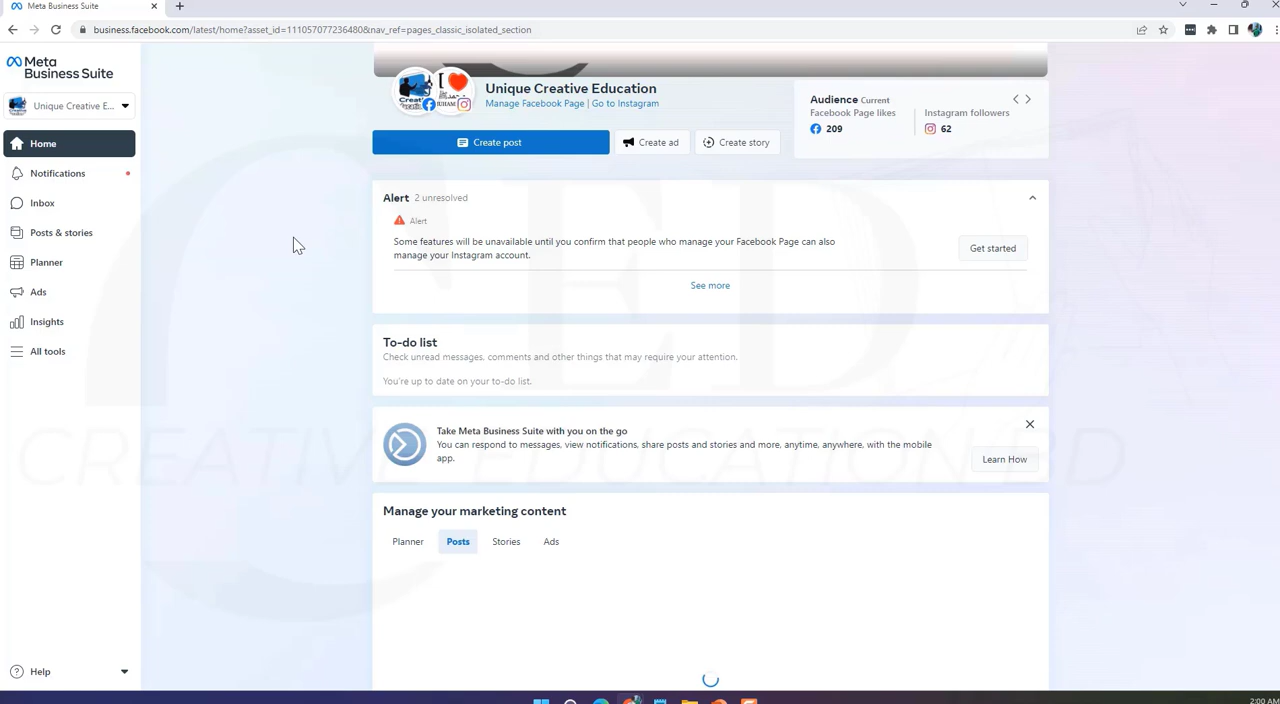 Meta Business Suite
business.facebook.com/latest/home?asset_id=111057077236480&nav_ref=pages_classic_isolated_section
Meta
Business Suite
Unique Creative E...
Home
Notifications
Inbox
Posts & stories
Planner
Ads
Insights
All tools
Help
Unique Creative Education
Manage Facebook Page | Go to Instagram
Create post
Create ad
Create story
Audience Current
Facebook Page likes
209
Instagram followers
62
Alert 2 unresolved
Alert
Some features will be unavailable until you confirm that people who manage your Facebook Page can also
manage your Instagram account.
Get started
See more
To-do list
Check unread messages, comments and other things that may require your attention.
You're up to date on your to-do list.
Take Meta Business Suite with you on the go
You can respond to messages, view notifications, share posts and stories and more, anytime, anywhere, with the mobile
app.
Learn How
Manage your marketing content
Planner
Posts
Stories
Ads
CED
CREATIVE EDUCATION BD
2:00 AM